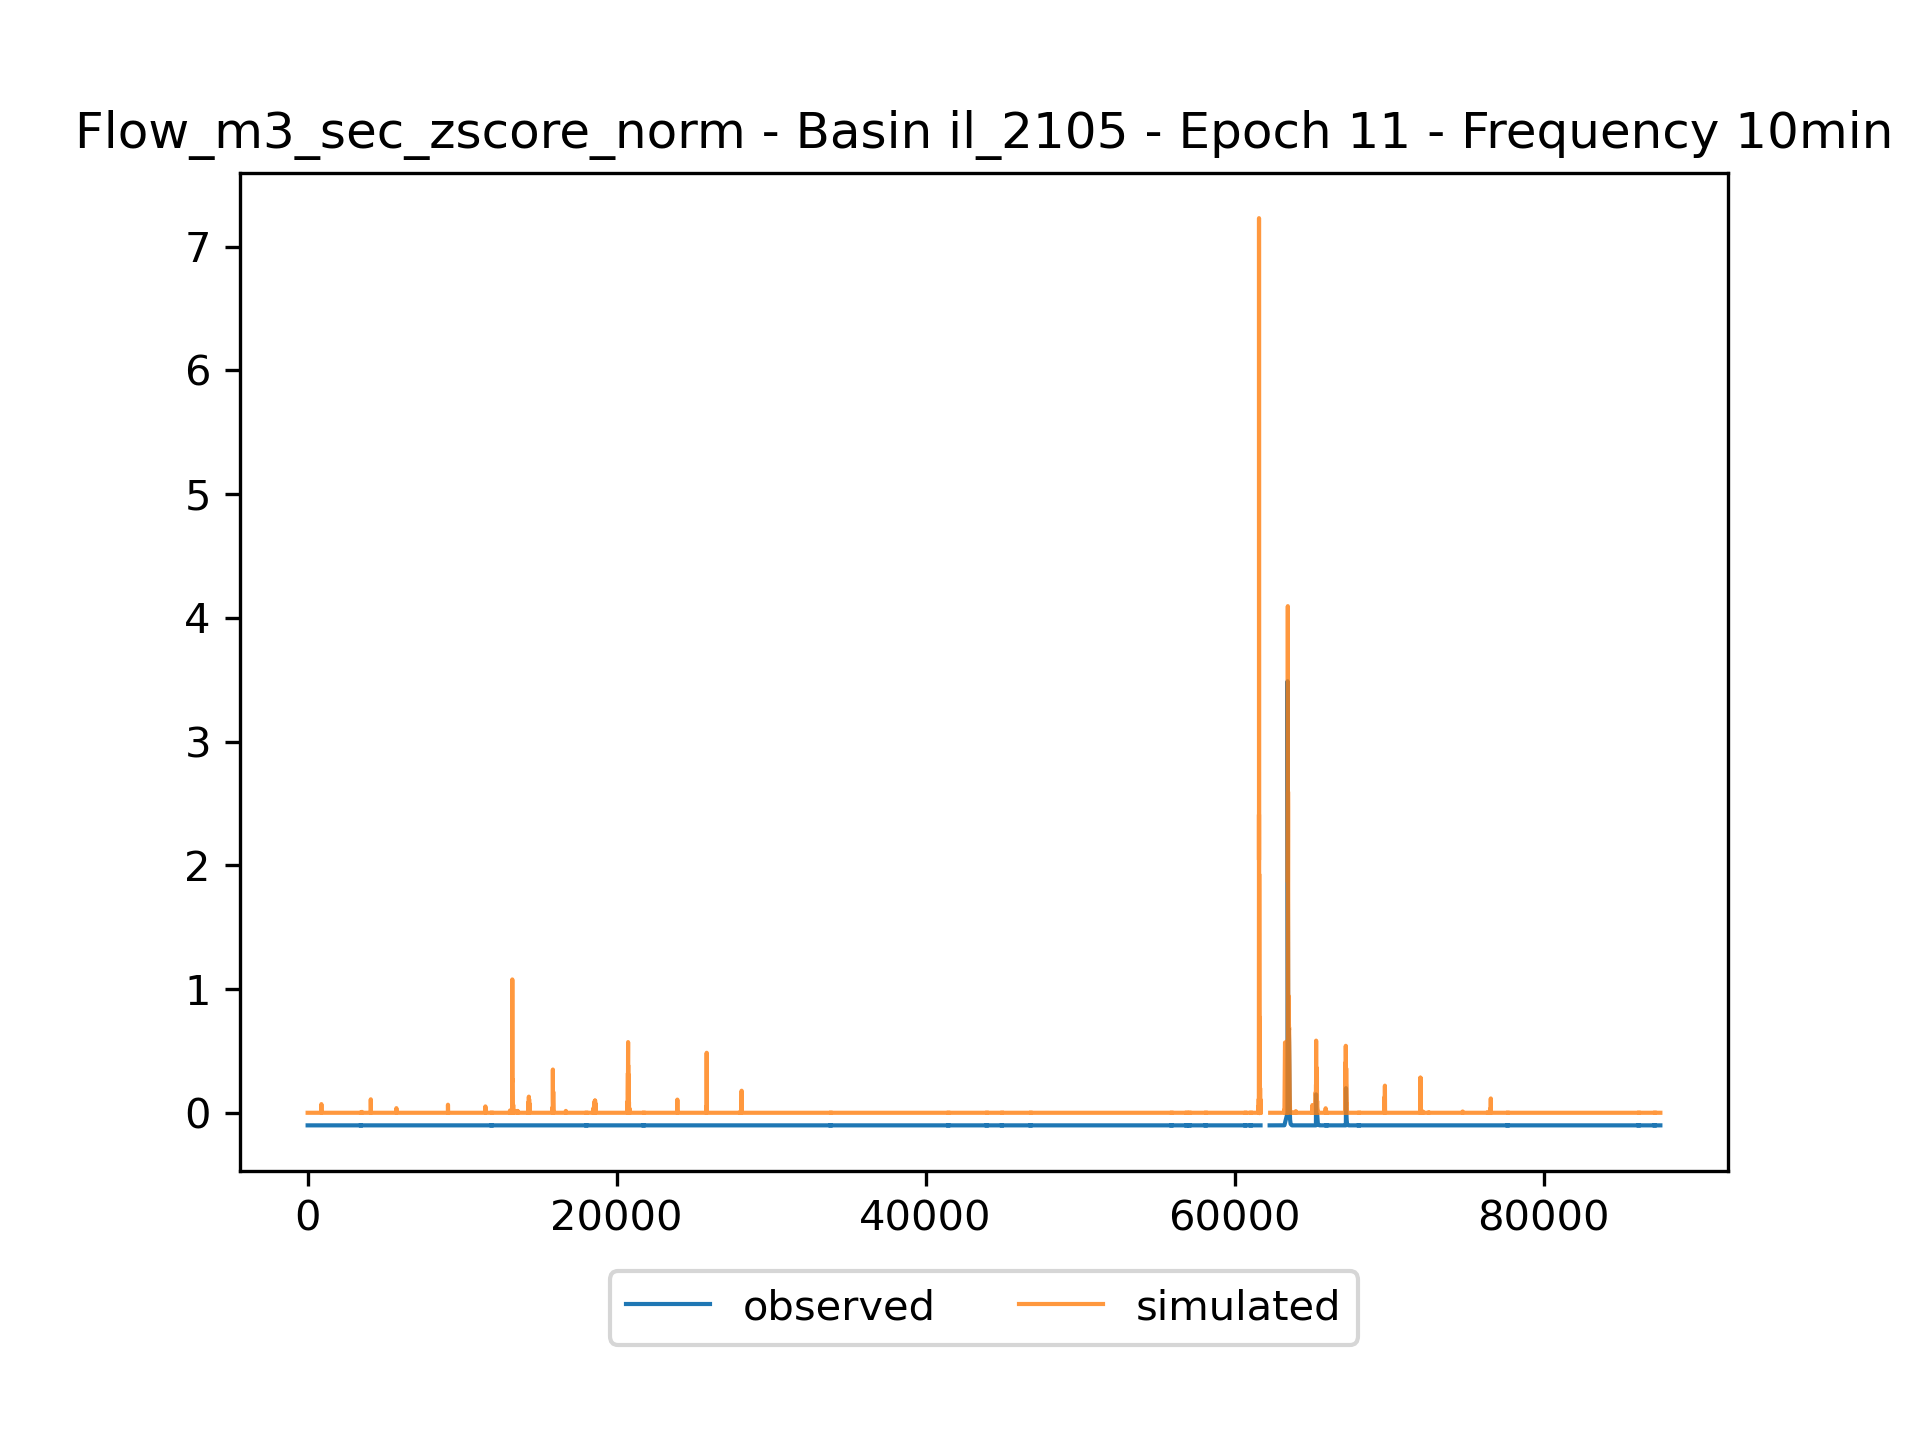 Flow_m3_sec_zscore_norm - Basin il_2105 - Epoch 11 - Frequency 10min
7
6
5
4
3
2
1
0
0 20000 40000 60000 80000
observed simulated